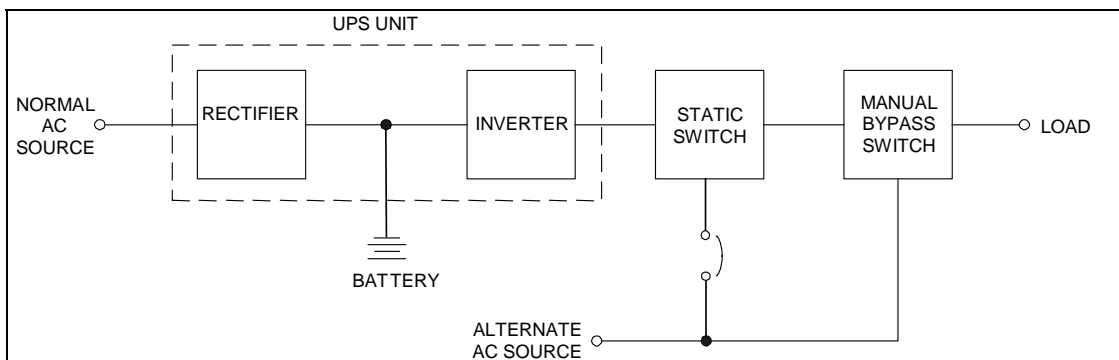 UPS UNIT
NORMAL
AC
SOURCE
RECTIFIER
INVERTER
STATIC
SWITCH
MANUAL
BYPASS
SWITCH
LOAD
BATTERY
ALTERNATE
AC SOURCE